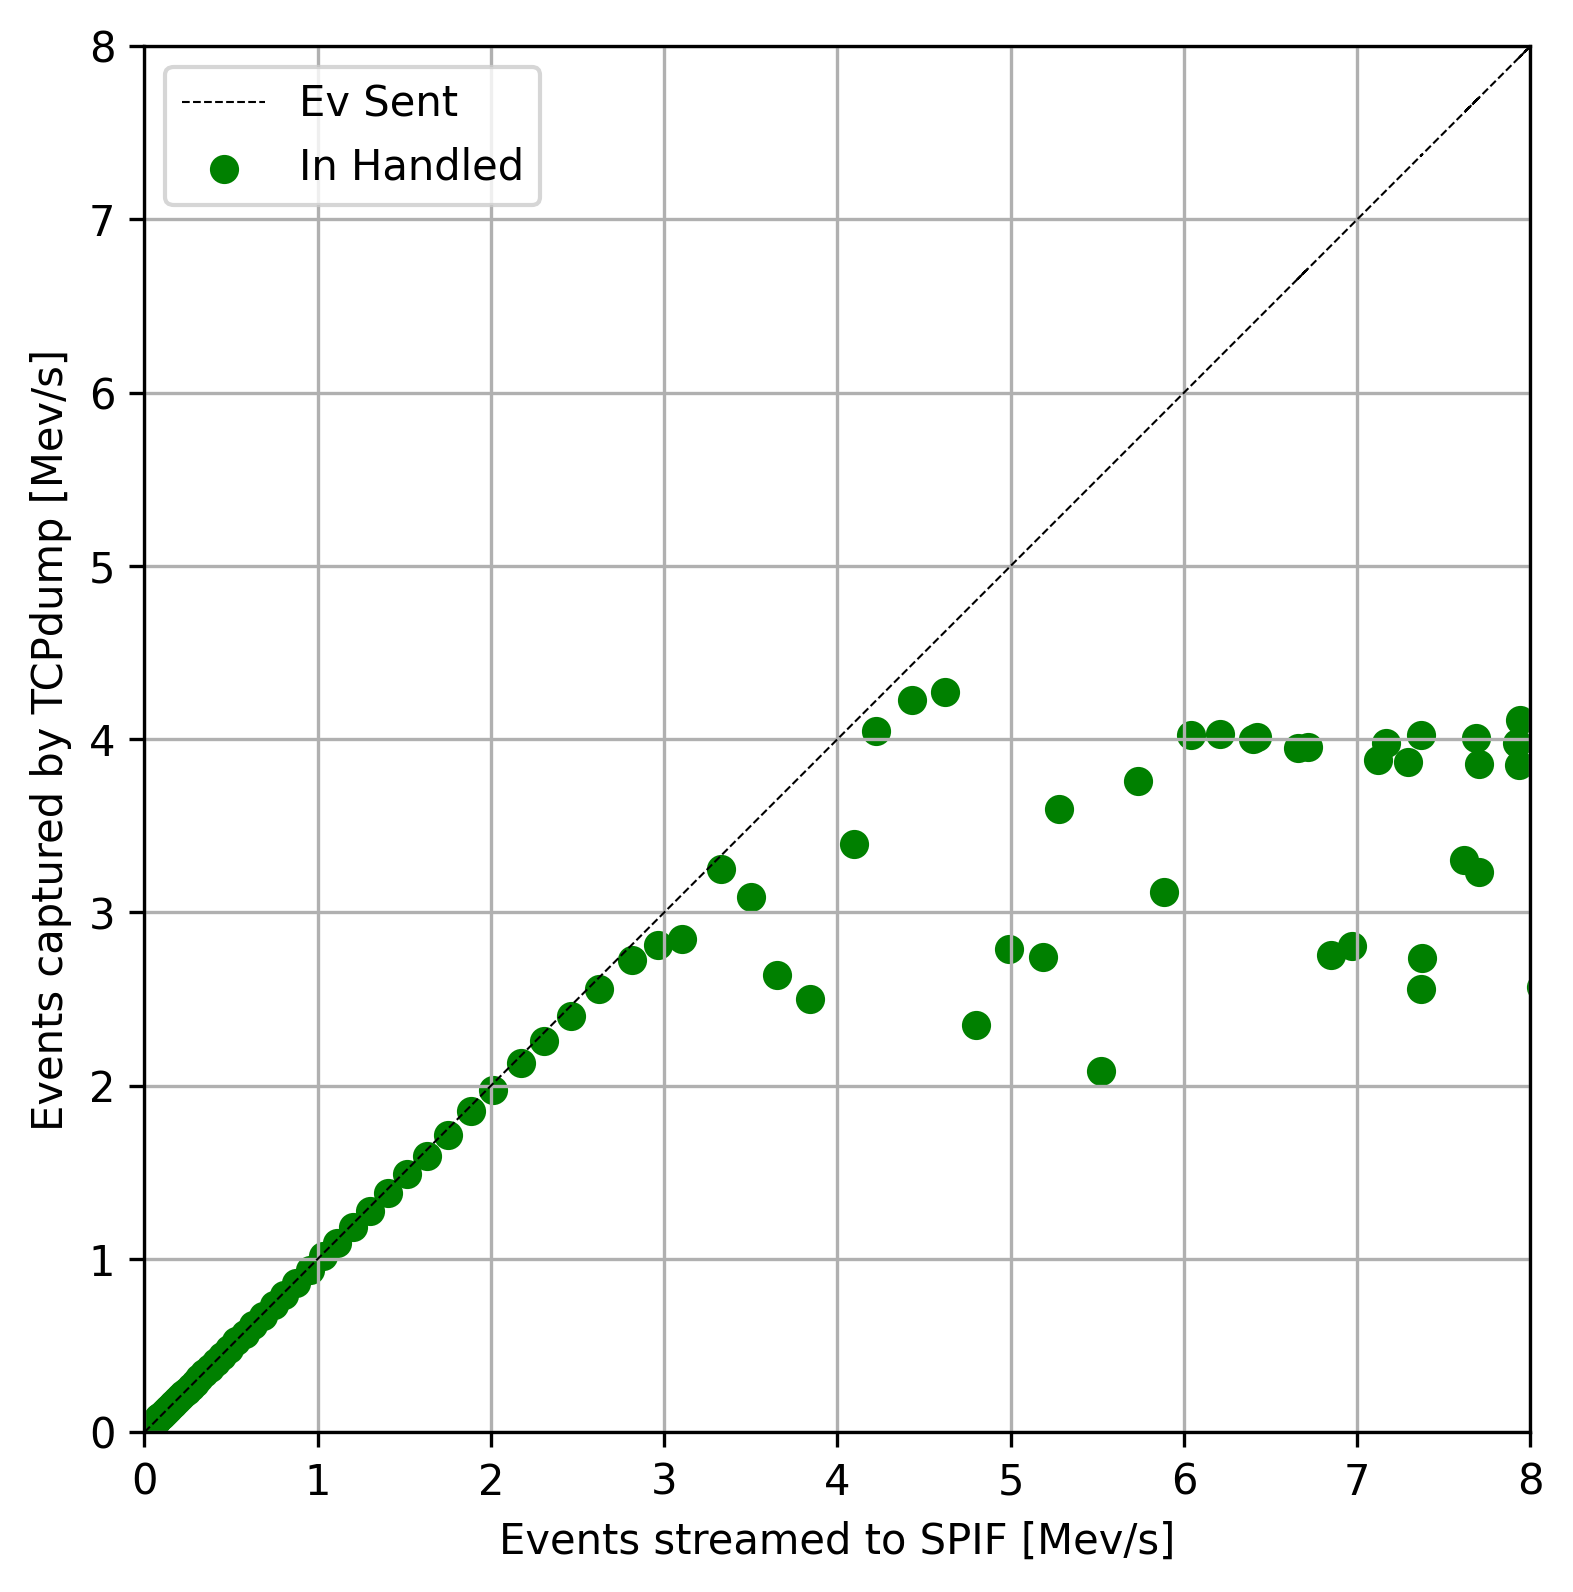 Ev Sent
In Handled
Events captured by TCPdump [Mev/s]
8
7
6
5
4
3
2
1
0
0 1 2 3 4 5 6 7 8
Events streamed to SPIF [Mev/s]